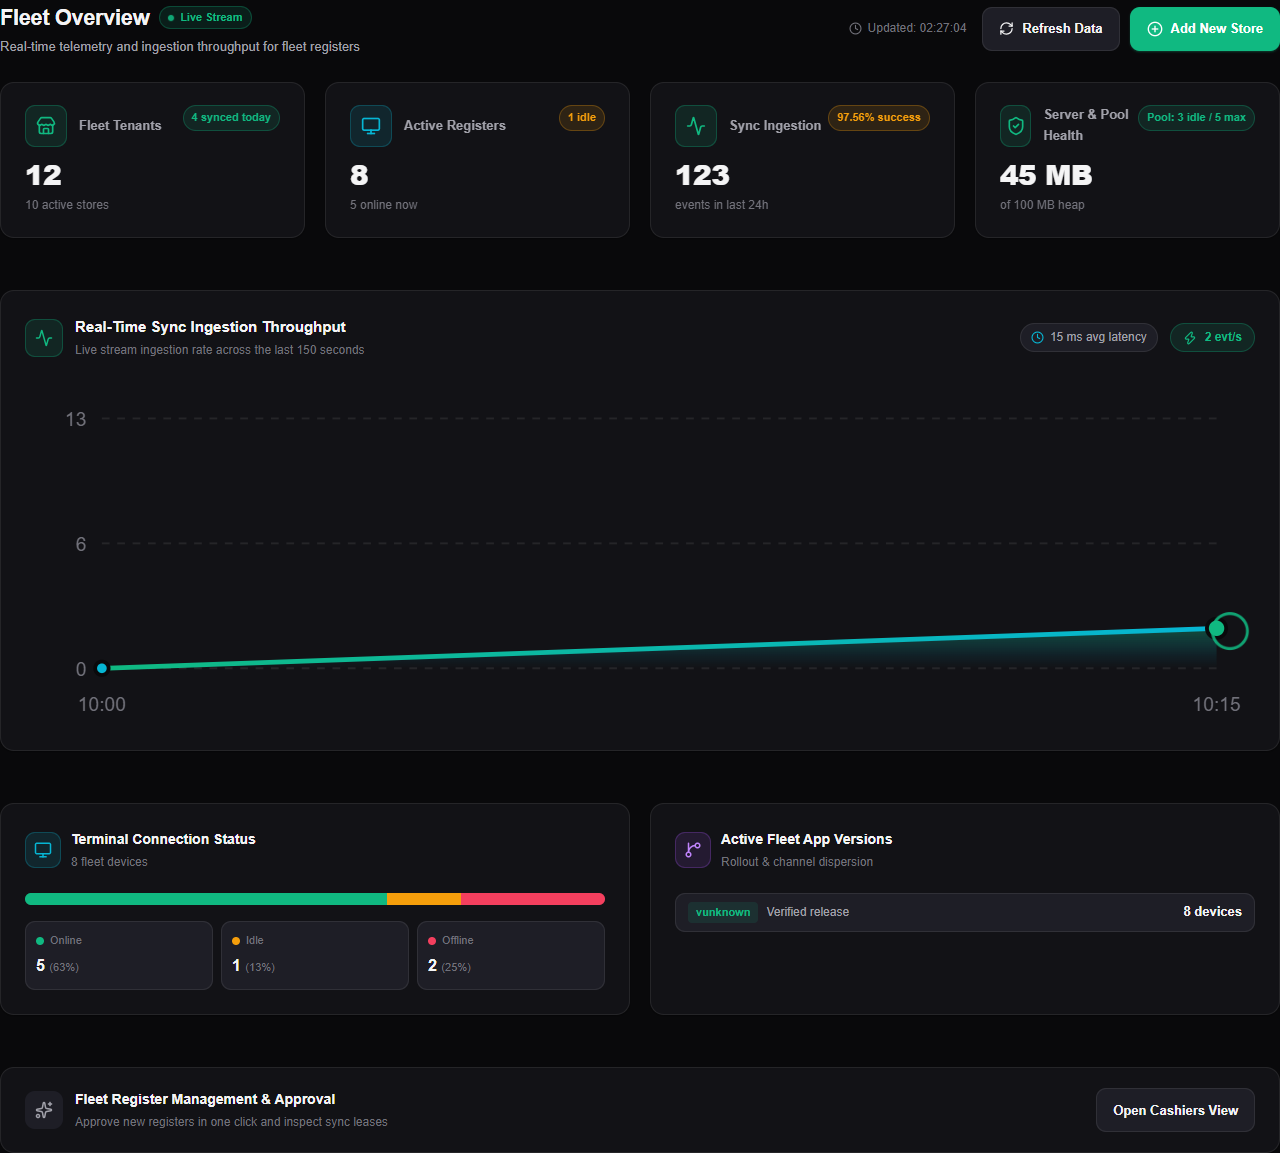 Fleet Overview
Live Stream
Real-time telemetry and ingestion throughput for fleet registers
Updated: 02:27:04
Refresh Data
Add New Store
Fleet Tenants
4 synced today
12
10 active stores
Active Registers
1 idle
8
5 online now
Sync Ingestion
97.56% success
123
events in last 24h
Server & Pool
Health
Pool: 3 idle / 5 max
45 MB
of 100 MB heap
Real-Time Sync Ingestion Throughput
Live stream ingestion rate across the last 150 seconds
15 ms avg latency
2 evt/s
13
6
0
10:00
10:15
Terminal Connection Status
8 fleet devices
Online
5 (63%)
Idle
1 (13%)
Offline
2 (25%)
Active Fleet App Versions
Rollout & channel dispersion
vunknown
Verified release
8 devices
Fleet Register Management & Approval
Approve new registers in one click and inspect sync leases
Open Cashiers View